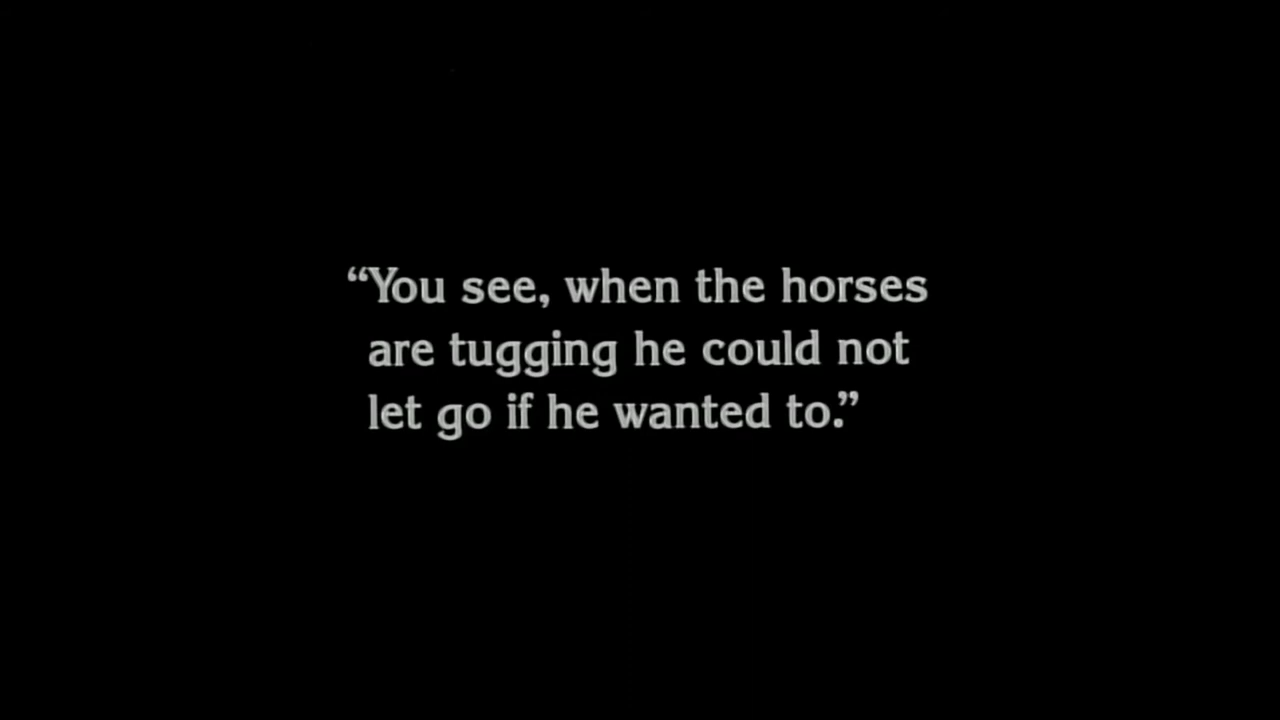 “You see, when the horses
are tugging he could not
let go if he wanted to.”